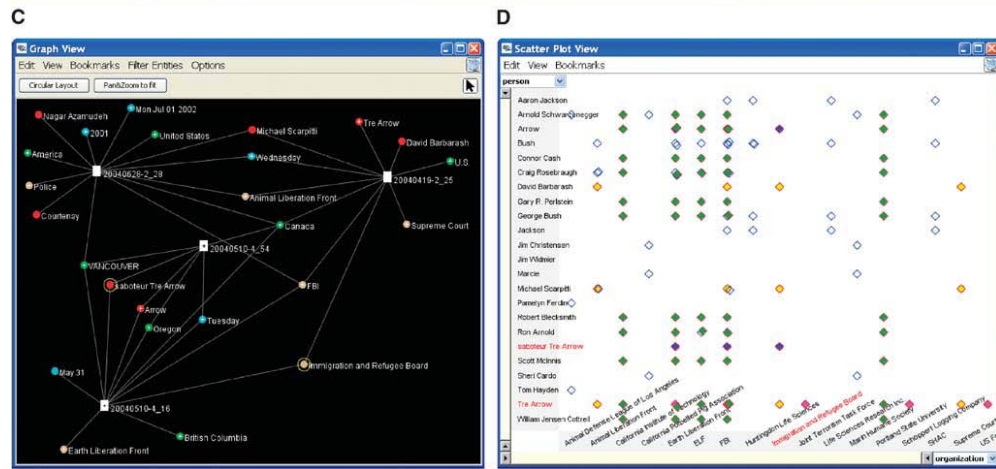 C
D
Graph View
Edit View Bookmarks Filter Entities Options
Circular Layout
Pan&Zoom to fit
Mon Jul 01 2002
Nagar Azamudeh
2001
United States
Michael Scarpitti
Tre Arrow
David Barbarash
America
Wednesday
U.S.
20040628-2_28
20040419-2_25
Police
Animal Liberation Front
Courtenay
Canada
Supreme Court
20040510-4_54
VANCOUVER
saboteur Tre Arrow
FBI
Arrow
Oregon
Tuesday
Immigration and Refugee Board
May 31
20040510-4_16
British Columbia
Earth Liberation Front
Scatter Plot View
Edit View Bookmarks
person
Aaron Jackson
Arnold Schwarzenegger
Arrow
Bush
Connor Cash
Craig Rosebraugh
David Barbarash
Gary R. Perlstein
George Bush
Jackson
Jim Christensen
Jim Widmier
Marcie
Michael Scarpitti
Pamelyn Ferdin
Robert Blecksmith
Ron Arnold
saboteur Tre Arrow
Scott McInnis
Sheri Cardo
Tom Hayden
Tre Arrow
William Jensen Cottrell
Animal Defense League of Los Angeles
Animal Liberation Front
California Institute of Technology
California Potbellied Pig Association
Earth Liberation Front
ELF
FBI
Huntingdon Life Sciences
Immigration and Refugee Board
Joint Terrorism Task Force
Life Sciences Research Inc.
Marin Humane Society
Portland State University
Schoppert Logging Company
SHAC
Supreme Court
US
organization